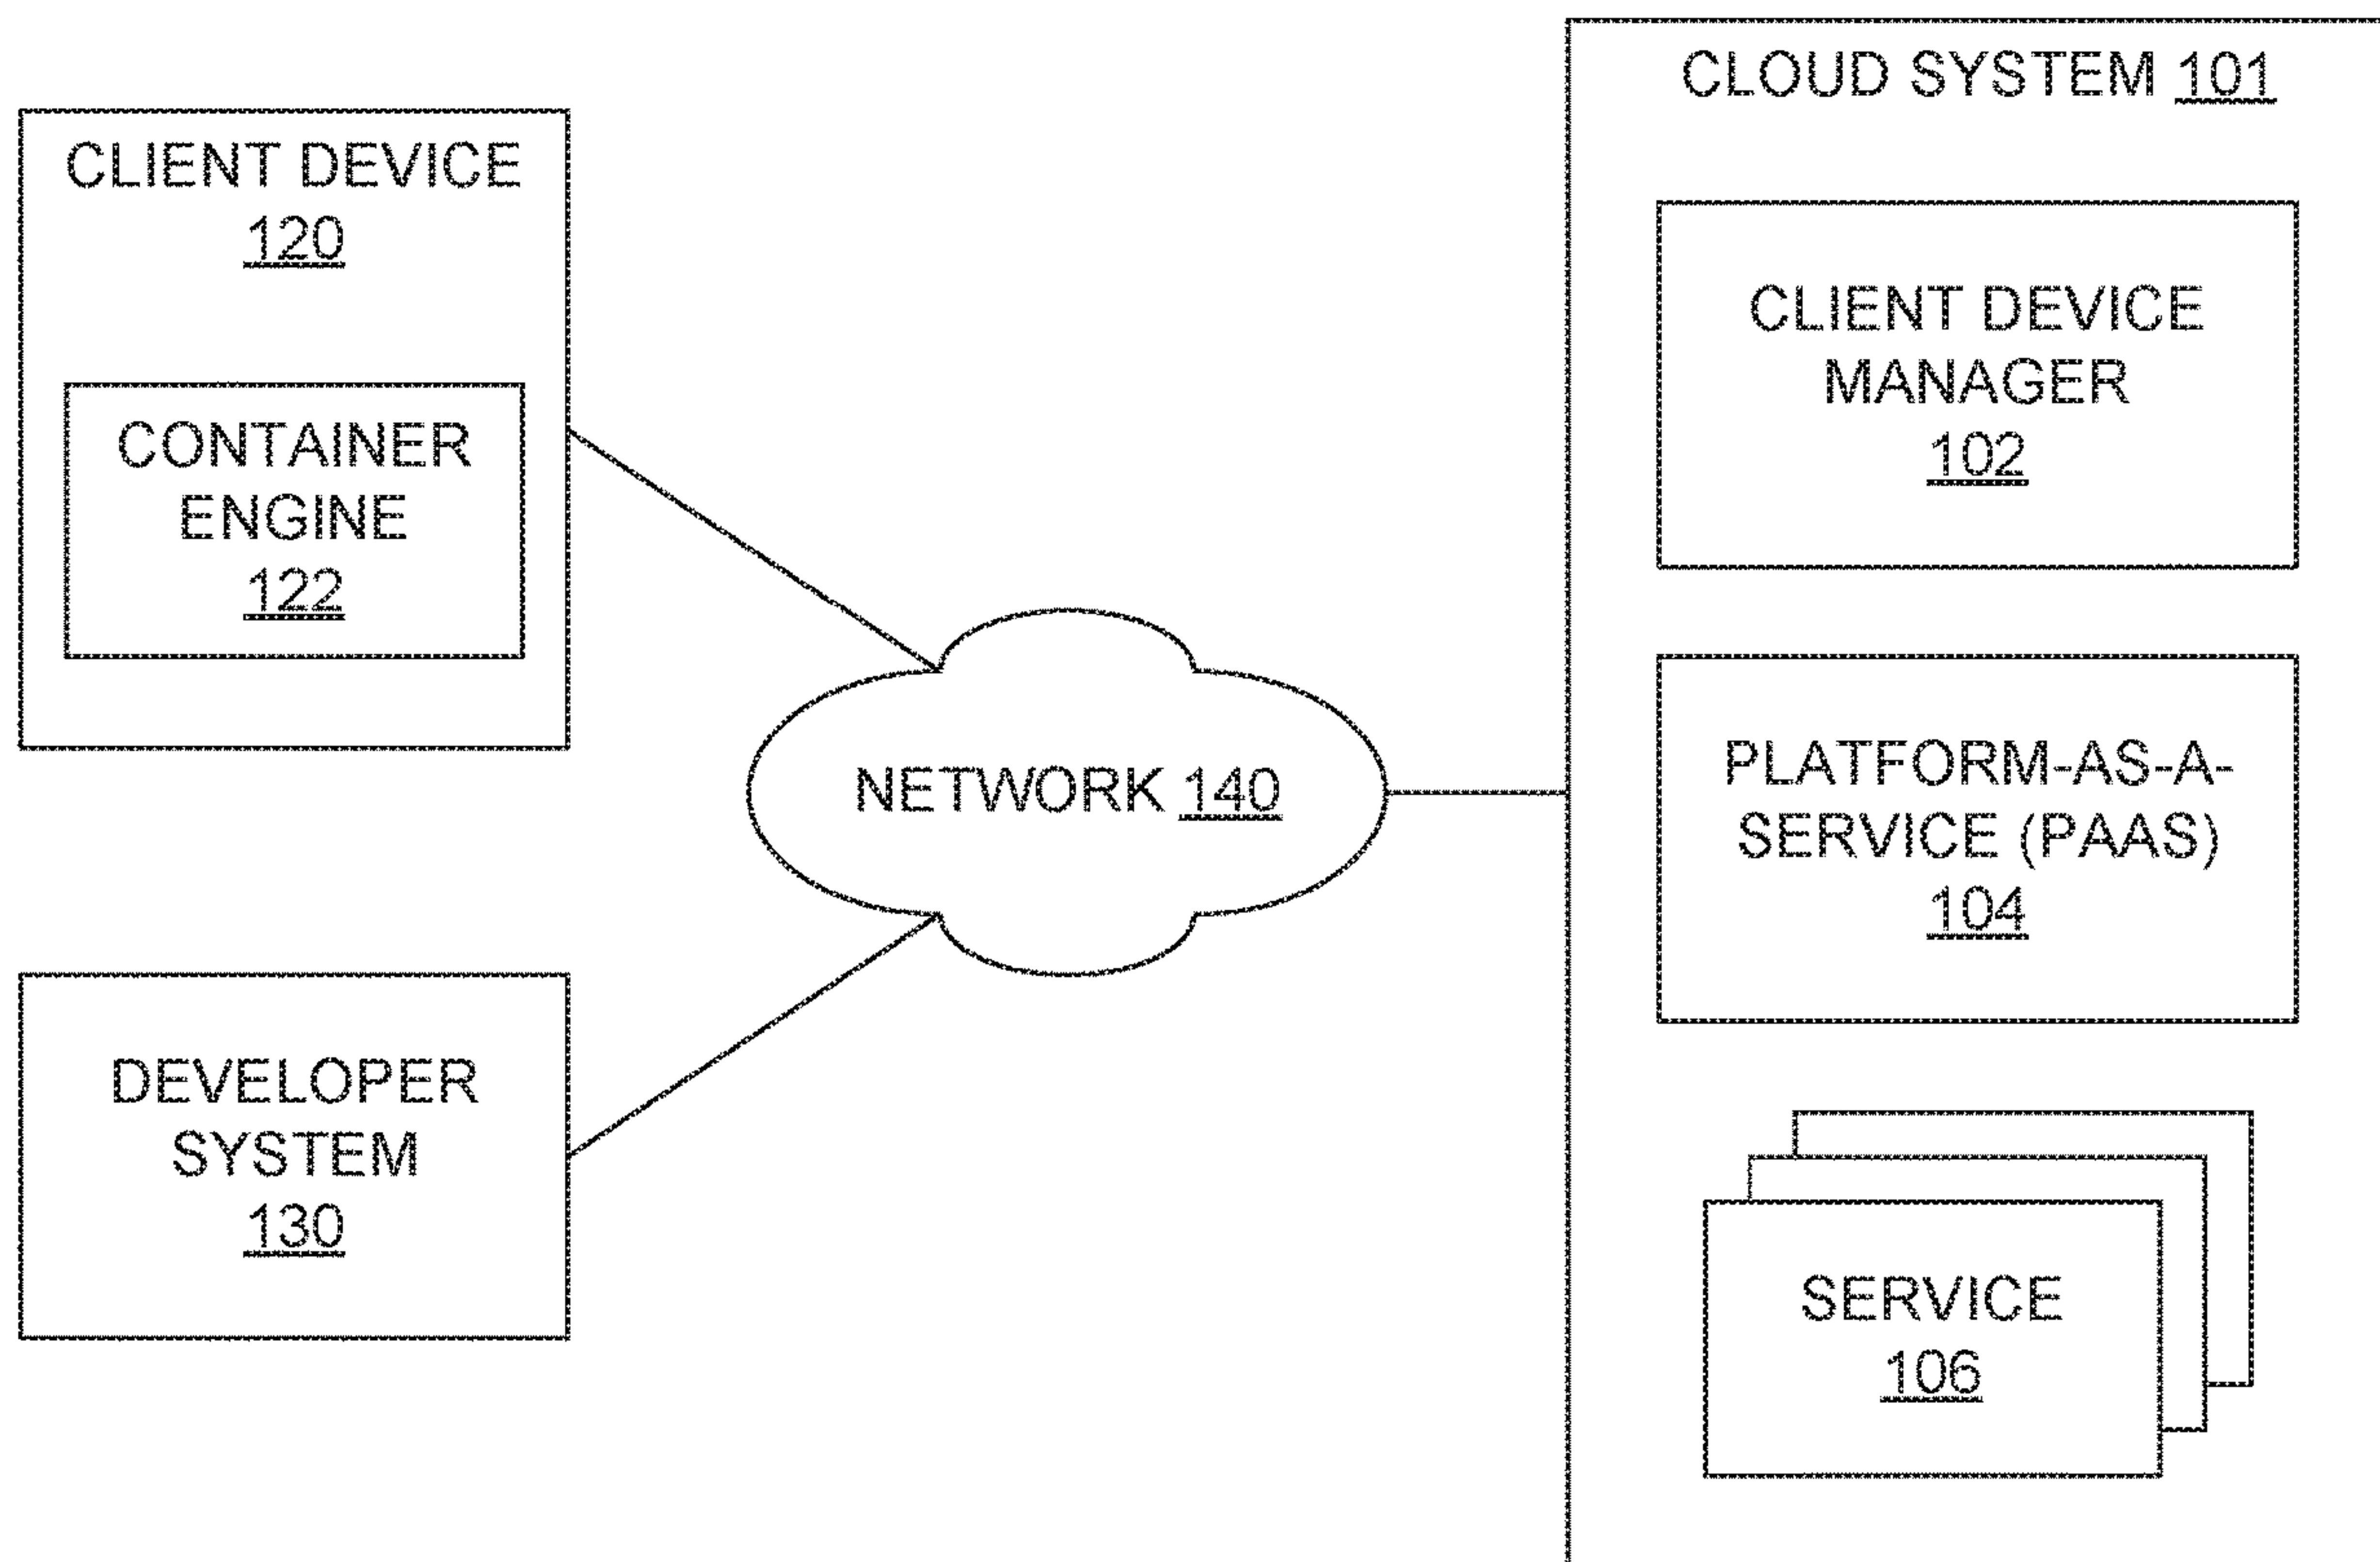 CLIENT DEVICE
120
CONTAINER
ENGINE
122
DEVELOPER
SYSTEM
130
NETWORK 140
CLOUD SYSTEM 101
CLIENT DEVICE
MANAGER
102
PLATFORM-AS-A-
SERVICE (PAAS)
104
SERVICE
106